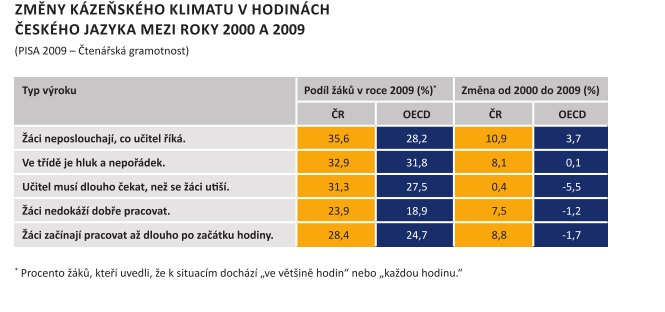 ZMĚNY KÁZEŇSKÉHO KLIMATU V HODINÁCH
ČESKÉHO JAZYKA MEZI ROKY 2000 A 2009
(PISA 2009 – Čtenářská gramotnost)
Typ výroku Podíl žáků v roce 2009 (%)* Změna od 2000 do 2009 (%)
ČR OECD ČR OECD
Žáci neposlouchají, co učitel říká. 35,6 28,2 10,9 3,7
Ve třídě je hluk a nepořádek. 32,9 31,8 8,1 0,1
Učitel musí dlouho čekat, než se žáci utiší. 31,3 27,5 0,4 -5,5
Žáci nedokáží dobře pracovat. 23,9 18,9 7,5 -1,2
Žáci začínají pracovat až dlouho po začátku hodiny. 28,4 24,7 8,8 -1,7
* Procento žáků, kteří uvedli, že k situacím dochází „ve většině hodin“ nebo „každou hodinu.“